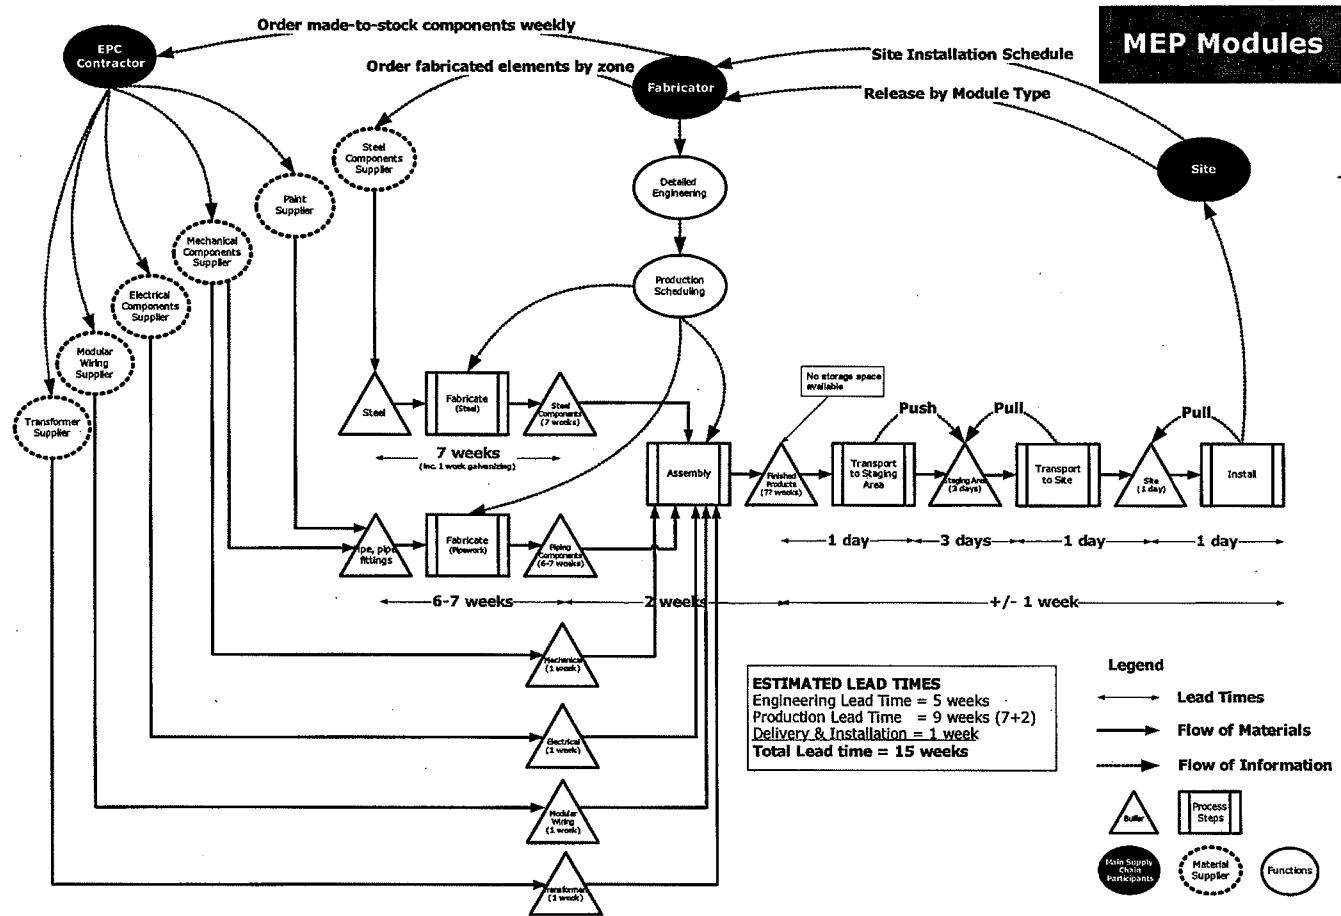 MEP Modules
Order made-to-stock components weekly
EPC
Contractor
Order fabricated elements by zone
Fabricator
Site Installation Schedule
Release by Module Type
Site
Steel
Components
Supplier
Detailed
Engineering
Paint
Supplier
Mechanical
Components
Supplier
Production
Scheduling
Electrical
Components
Supplier
Modular
Wiring
Supplier
Transformer
Supplier
No storage space
available
Steel
Fabricate
(Steel)
Steel
Components
(7 weeks)
Push
Pull
Pull
7 weeks
(inc. 1 week galvanizing)
Assembly
Finished
Products
(?? weeks)
Transport
to Staging
Area
Staging Area
(3 days)
Transport
to Site
Site
(1 day)
Install
Pipe, pipe
fittings
Fabricate
(Pipework)
Piping
Components
(6-7 weeks)
1 day
3 days
1 day
1 day
6-7 weeks
2 weeks
+/- 1 week
Mechanical
(1 week)
Electrical
(1 week)
Modular
Wiring
(1 week)
Transformers
(1 week)
ESTIMATED LEAD TIMES
Engineering Lead Time = 5 weeks
Production Lead Time = 9 weeks (7+2)
Delivery & Installation = 1 week
Total Lead time = 15 weeks
Legend
Lead Times
Flow of Materials
Flow of Information
Buffer
Process
Steps
Main Supply
Chain
Participants
Material
Supplier
Functions